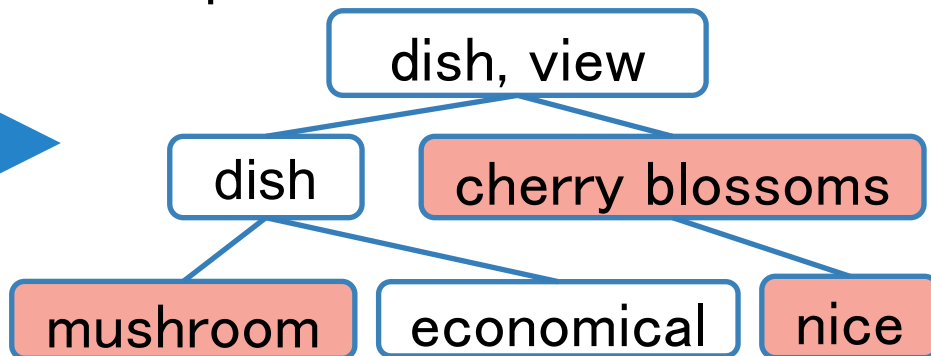 dish, view
dish
cherry blossoms
mushroom
economical
nice